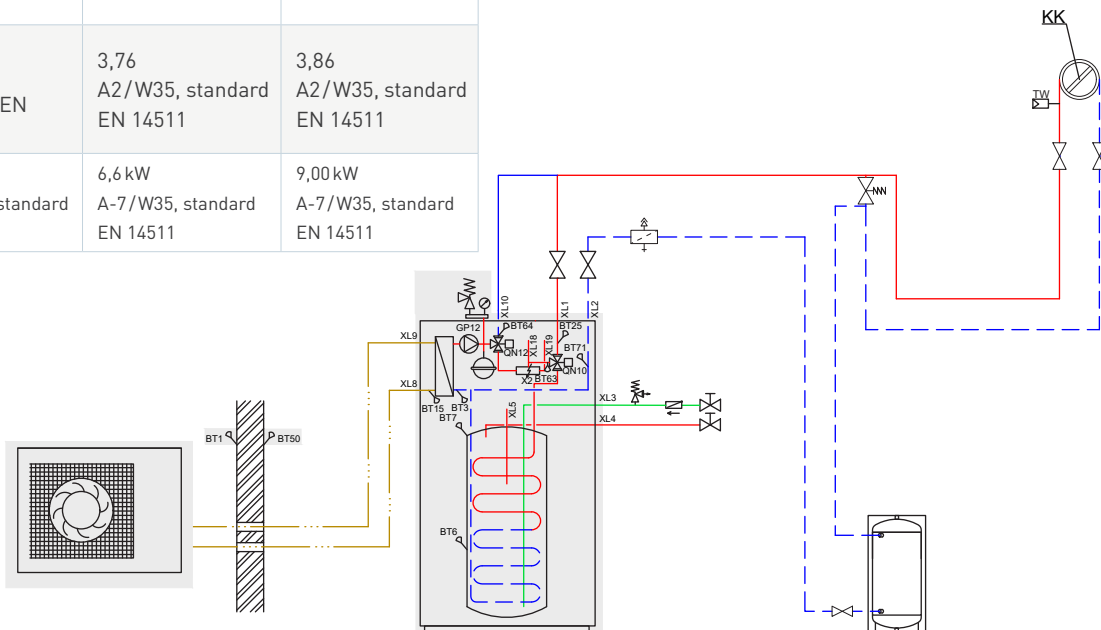 EN
3,76
A2/W35, standard
EN 14511
3,86
A2/W35, standard
EN 14511
standard
6,6 kW
A-7/W35, standard
EN 14511
9,00 kW
A-7/W35, standard
EN 14511
KK
TW
XL10
XL1
XL2
GP12
BT64
BT25
XL9
XL18
XL19
BT71
QN12
QN10
X2
BT63
XL8
BT15
BT3
XL3
XL5
BT7
XL4
BT1
BT50
BT6